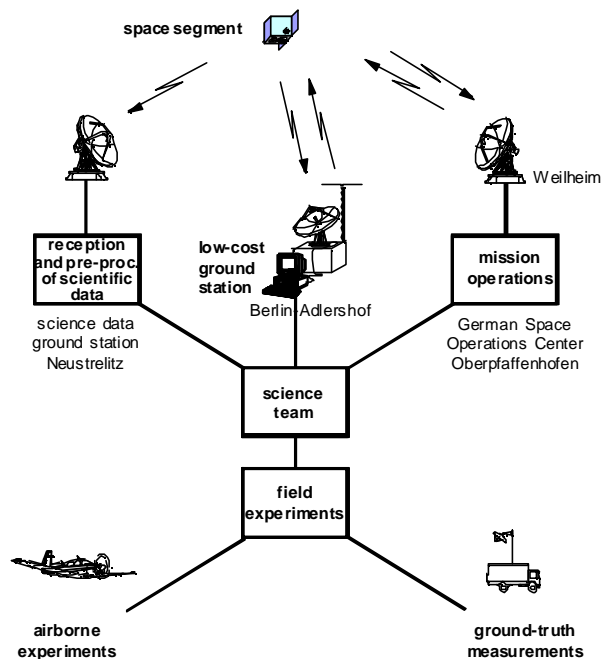 space segment
Weilheim
reception
and pre-proc.
of scientific
data
low-cost
ground
station
Berlin-Adlershof
mission
operations
science data
ground station
Neustrelitz
German Space
Operations Center
Oberpfaffenhofen
science
team
field
experiments
airborne
experiments
ground-truth
measurements